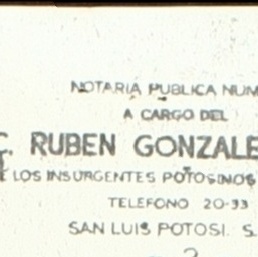 NOTARIA PUBLICA NUM
A CARGO DEL
C. RUBEN GONZALE
LOS INSURGENTES POTOSINOS
TELEFONO 20-33
SAN LUIS POTOSI. S.